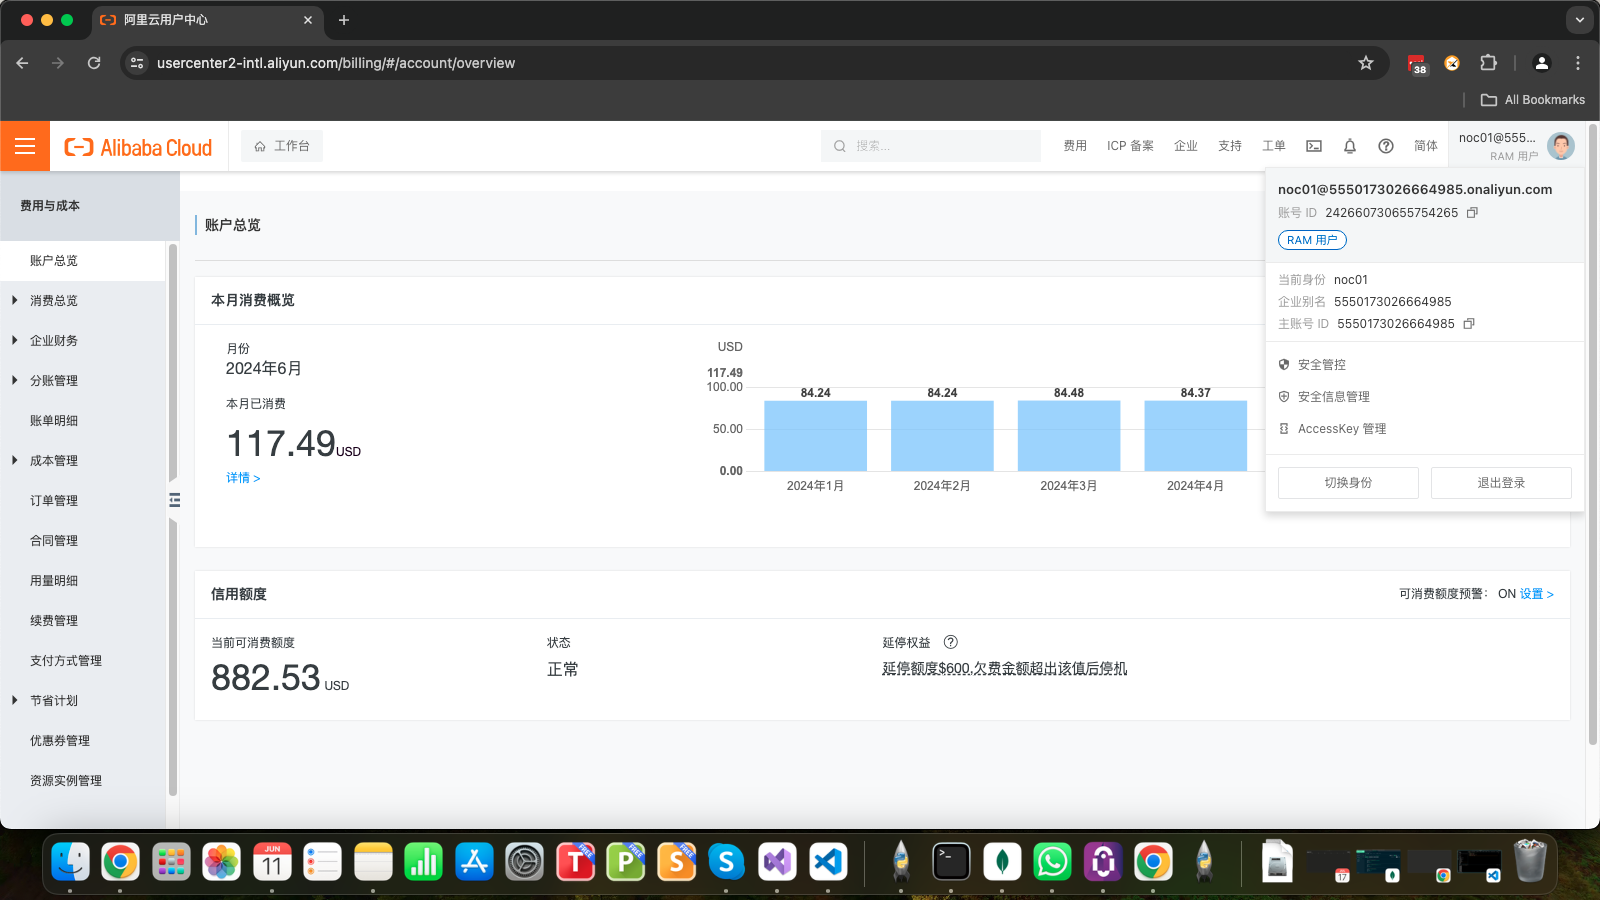 阿里云用户中心
usercenter2-intl.aliyun.com/billing/#/account/overview
38
All Bookmarks
Alibaba Cloud
工作台
搜索...
费用
ICP 备案
企业
支持
工单
简体
noc01@555...
RAM 用户
noc01@5550173026664985.onaliyun.com
账号 ID 242660730655754265
RAM 用户
当前身份 noc01
企业别名 5550173026664985
主账号 ID 5550173026664985
安全管控
安全信息管理
AccessKey 管理
切换身份
退出登录
费用与成本
账户总览
消费总览
企业财务
分账管理
账单明细
成本管理
订单管理
合同管理
用量明细
续费管理
支付方式管理
节省计划
优惠券管理
资源实例管理
账户总览
本月消费概览
月份
2024年6月
本月已消费
117.49USD
详情 >
USD
117.49
100.00
50.00
0.00
84.24
84.24
84.48
84.37
2024年1月
2024年2月
2024年3月
2024年4月
信用额度
可消费额度预警： ON 设置 >
当前可消费额度
882.53 USD
状态
正常
延停权益
延停额度$600,欠费金额超出该值后停机
JUN
11
T
FREE
P
FREE
S
FREE
17